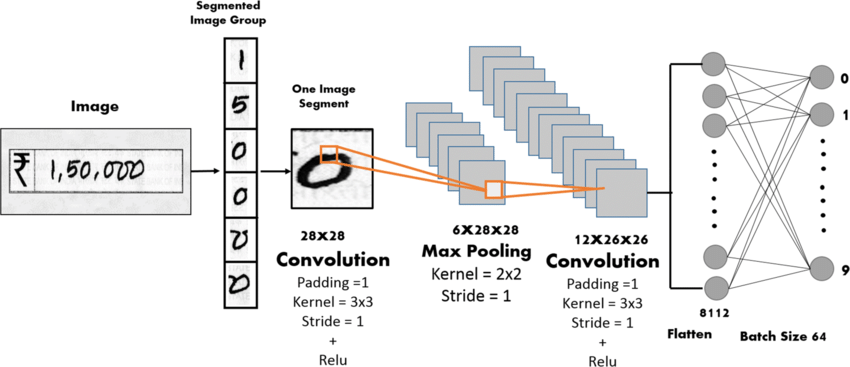 Segmented
Image Group
Image
₹ 1,50,000
1
5
0
0
0
0
One Image
Segment
28x28
Convolution
Padding =1
Kernel = 3x3
Stride = 1
+
Relu
6x28x28
Max Pooling
Kernel = 2x2
Stride = 1
12x26x26
Convolution
Padding =1
Kernel = 3x3
Stride = 1
+
Relu
8112
Flatten
0
1
9
Batch Size 64